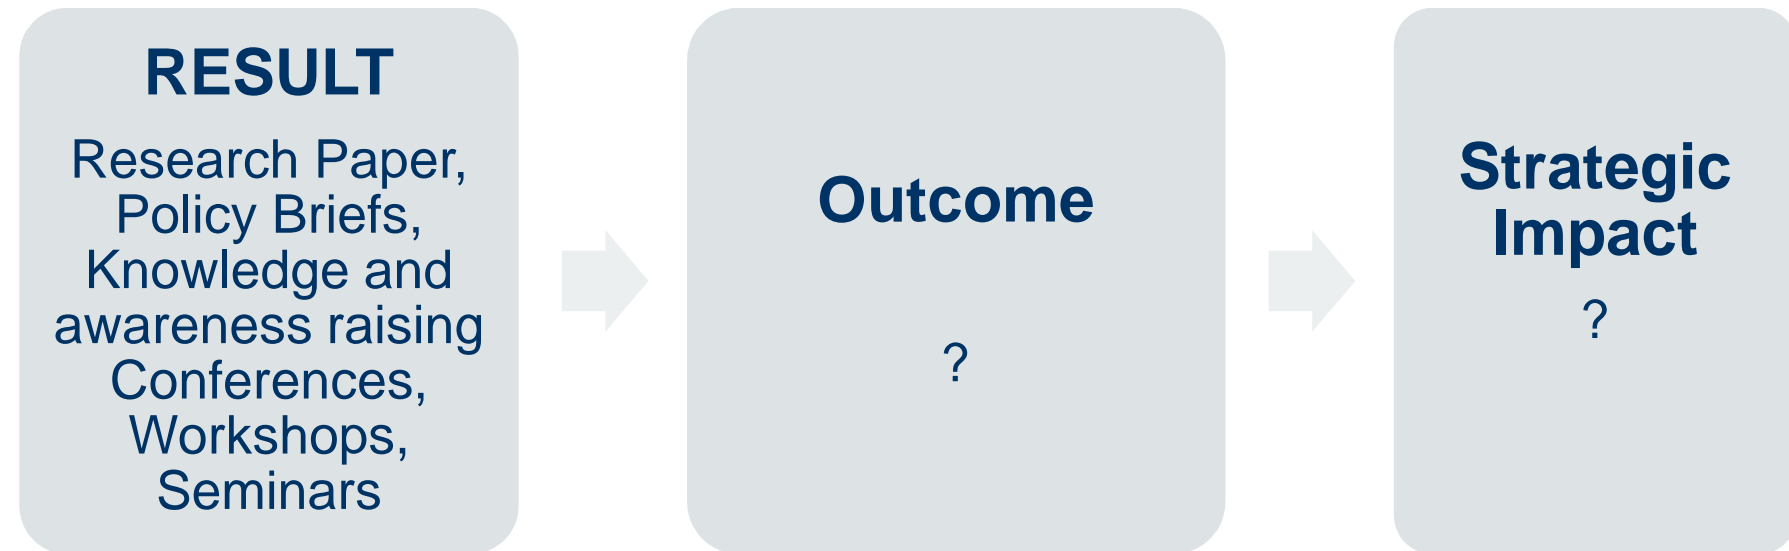 RESULT
Research Paper,
Policy Briefs,
Knowledge and
awareness raising
Conferences,
Workshops,
Seminars
Outcome
?
Strategic
Impact
?